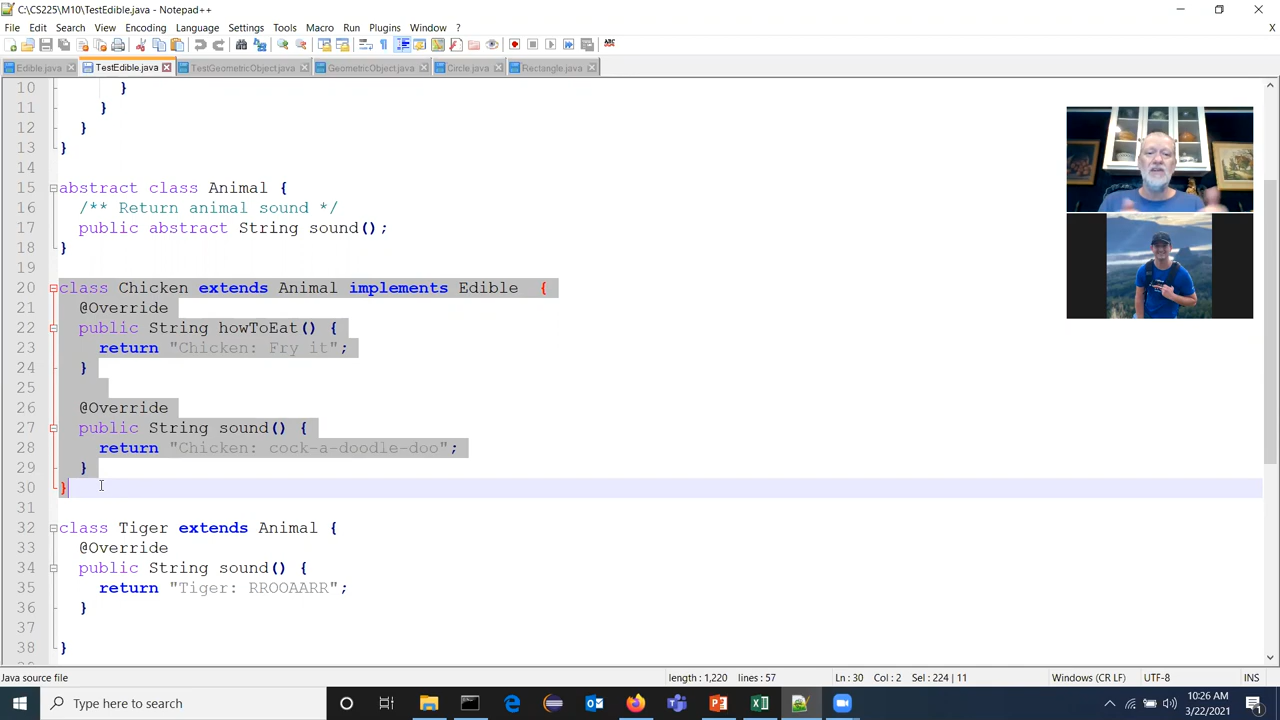 C:\CS225\M10\TestEdible.java - Notepad++
File Edit Search View Encoding Language Settings Tools Macro Run Plugins Window ?
X
Edible.java TestEdible.java TestGeometricObject.java GeometricObject.java Circle.java Rectangle.java
10 }
11 }
12 }
13 }
14
15 abstract class Animal {
16 /** Return animal sound */
17 public abstract String sound();
18 }
19
20 class Chicken extends Animal implements Edible {
21 @Override
22 public String howToEat() {
23 return "Chicken: Fry it";
24 }
25
26 @Override
27 public String sound() {
28 return "Chicken: cock-a-doodle-doo";
29 }
30 }
31
32 class Tiger extends Animal {
33 @Override
34 public String sound() {
35 return "Tiger: RROOAARR";
36 }
37
38 }
Java source file length : 1,220 lines : 57 Ln : 30 Col : 2 Sel : 224 | 11 Windows (CR LF) UTF-8 INS
Type here to search
10:26 AM
3/22/2021